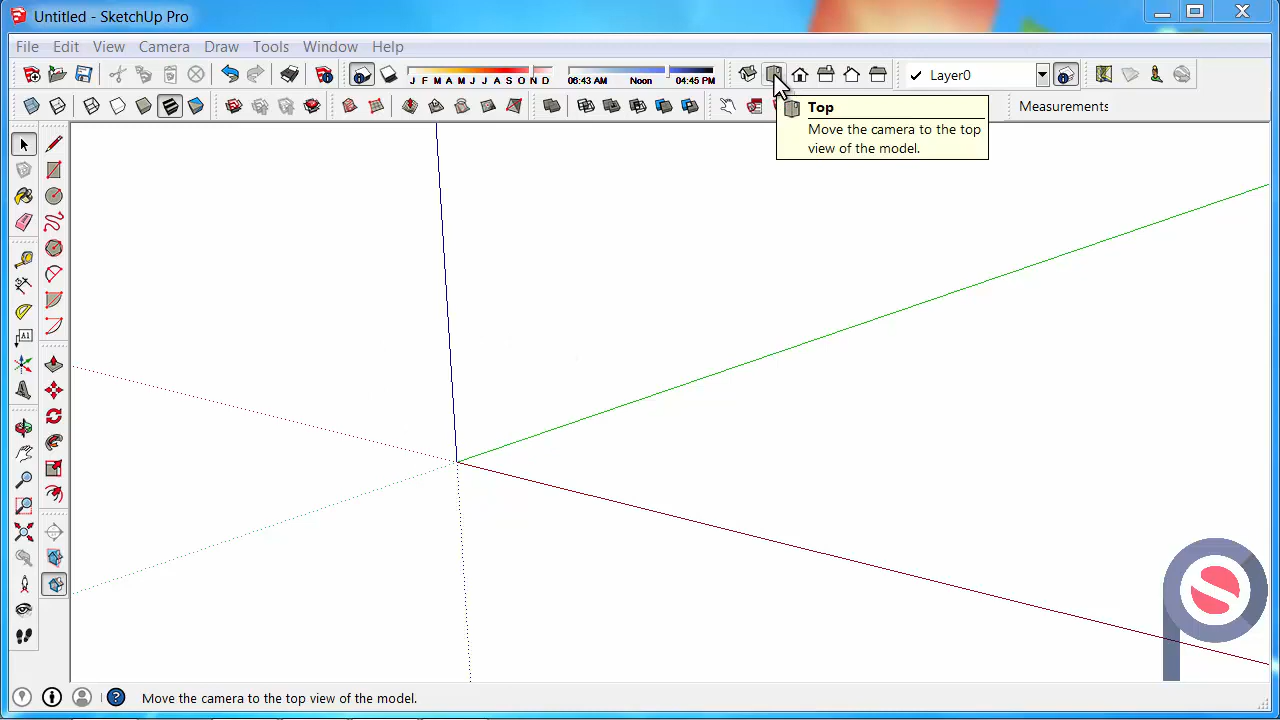 Untitled - SketchUp Pro
File Edit View Camera Draw Tools Window Help
J F M A M J J A S O N D
06:43 AM Noon 04:45 PM
Layer0
Top
Move the camera to the top
view of the model.
Measurements
A1
Move the camera to the top view of the model.